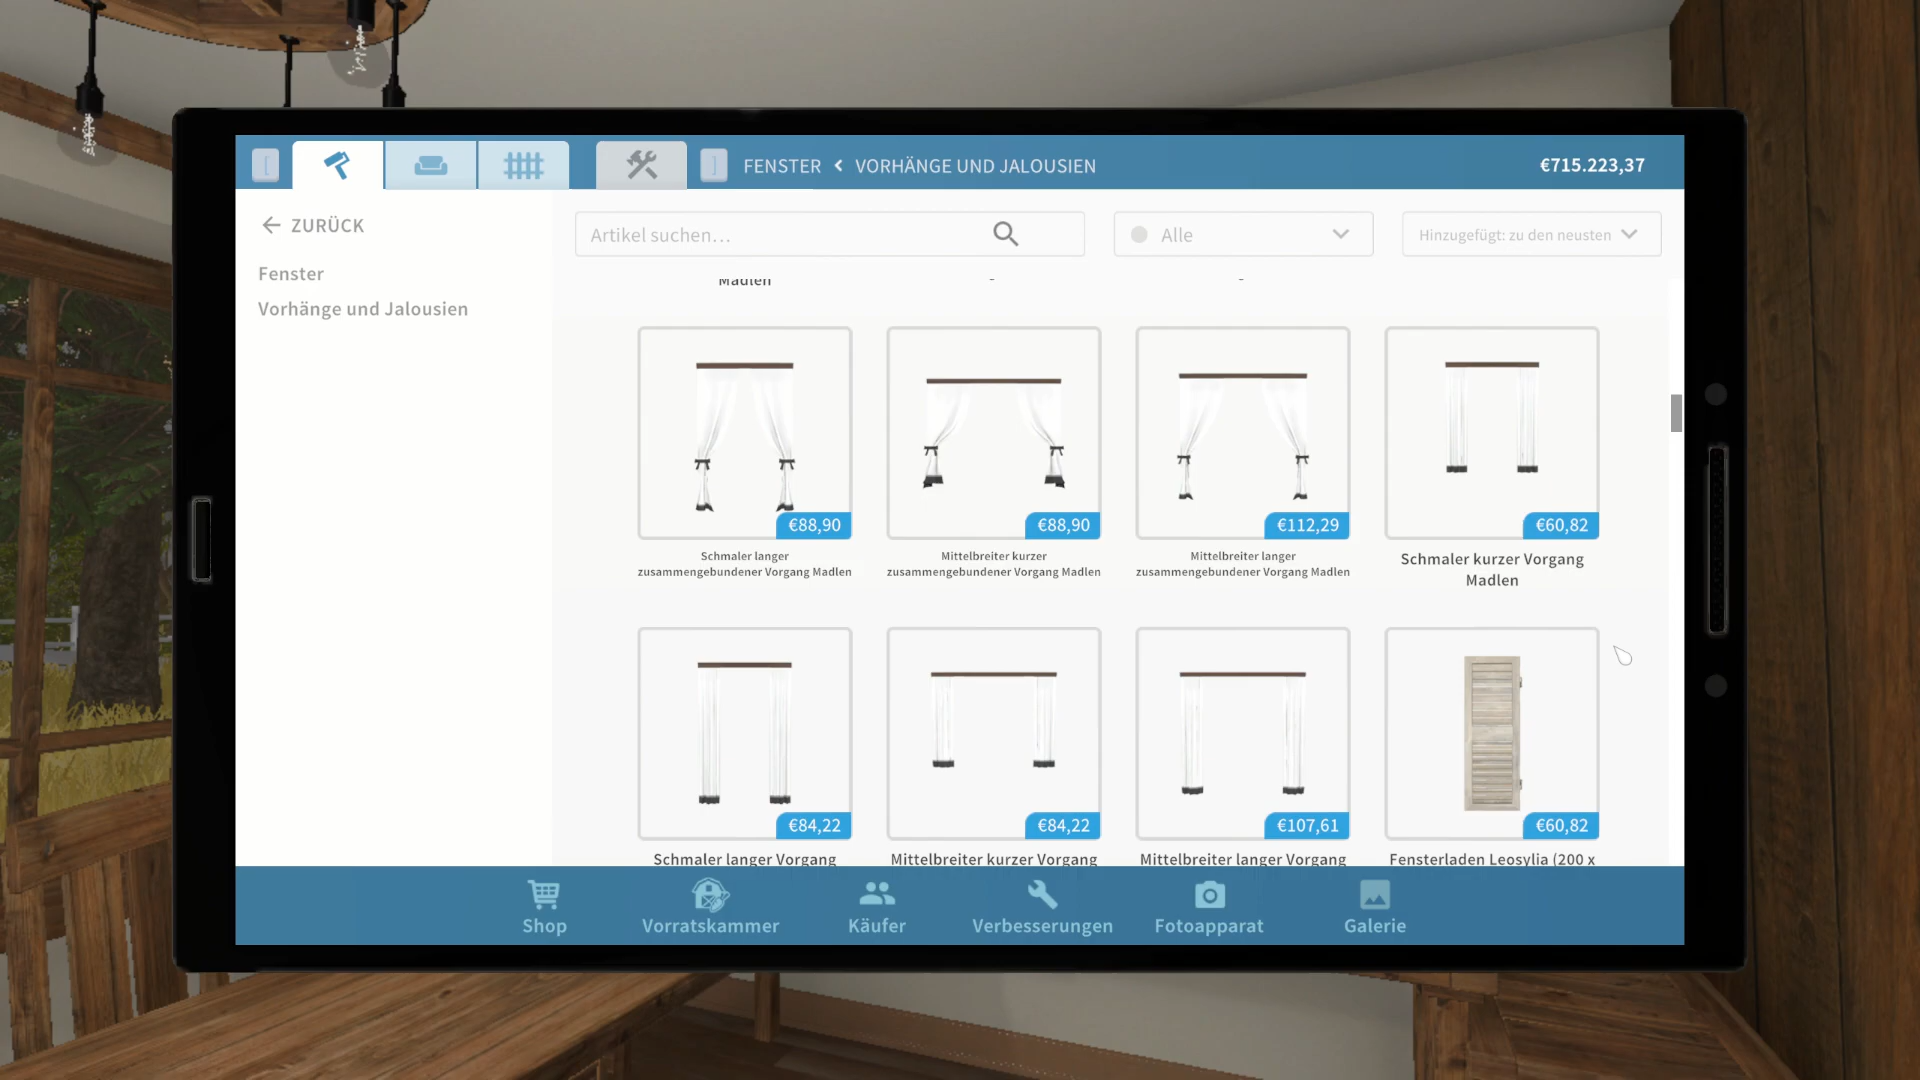 [
]
FENSTER < VORHÄNGE UND JALOUSIEN
€715.223,37
← ZURÜCK
Fenster
Vorhänge und Jalousien
Artikel suchen...
Alle
Hinzugefügt: zu den neusten
Madlen
€88,90
€88,90
€112,29
€60,82
Schmaler langer
zusammengebundener Vorgang Madlen
Mittelbreiter kurzer
zusammengebundener Vorgang Madlen
Mittelbreiter langer
zusammengebundener Vorgang Madlen
Schmaler kurzer Vorgang
Madlen
€84,22
€84,22
€107,61
€60,82
Schmaler langer Vorgang
Mittelbreiter kurzer Vorgang
Mittelbreiter langer Vorgang
Fensterladen Leosylia (200 x
Shop
Vorratskammer
Käufer
Verbesserungen
Fotoapparat
Galerie